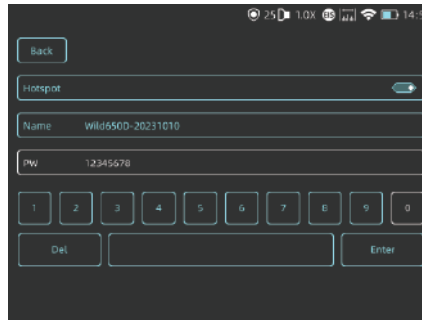 25 1.0X BS 14:5
Back
Hotspot
Name Wild650D-20231010
PW 12345678
1 2 3 4 5 6 7 8 9 0
Del Enter